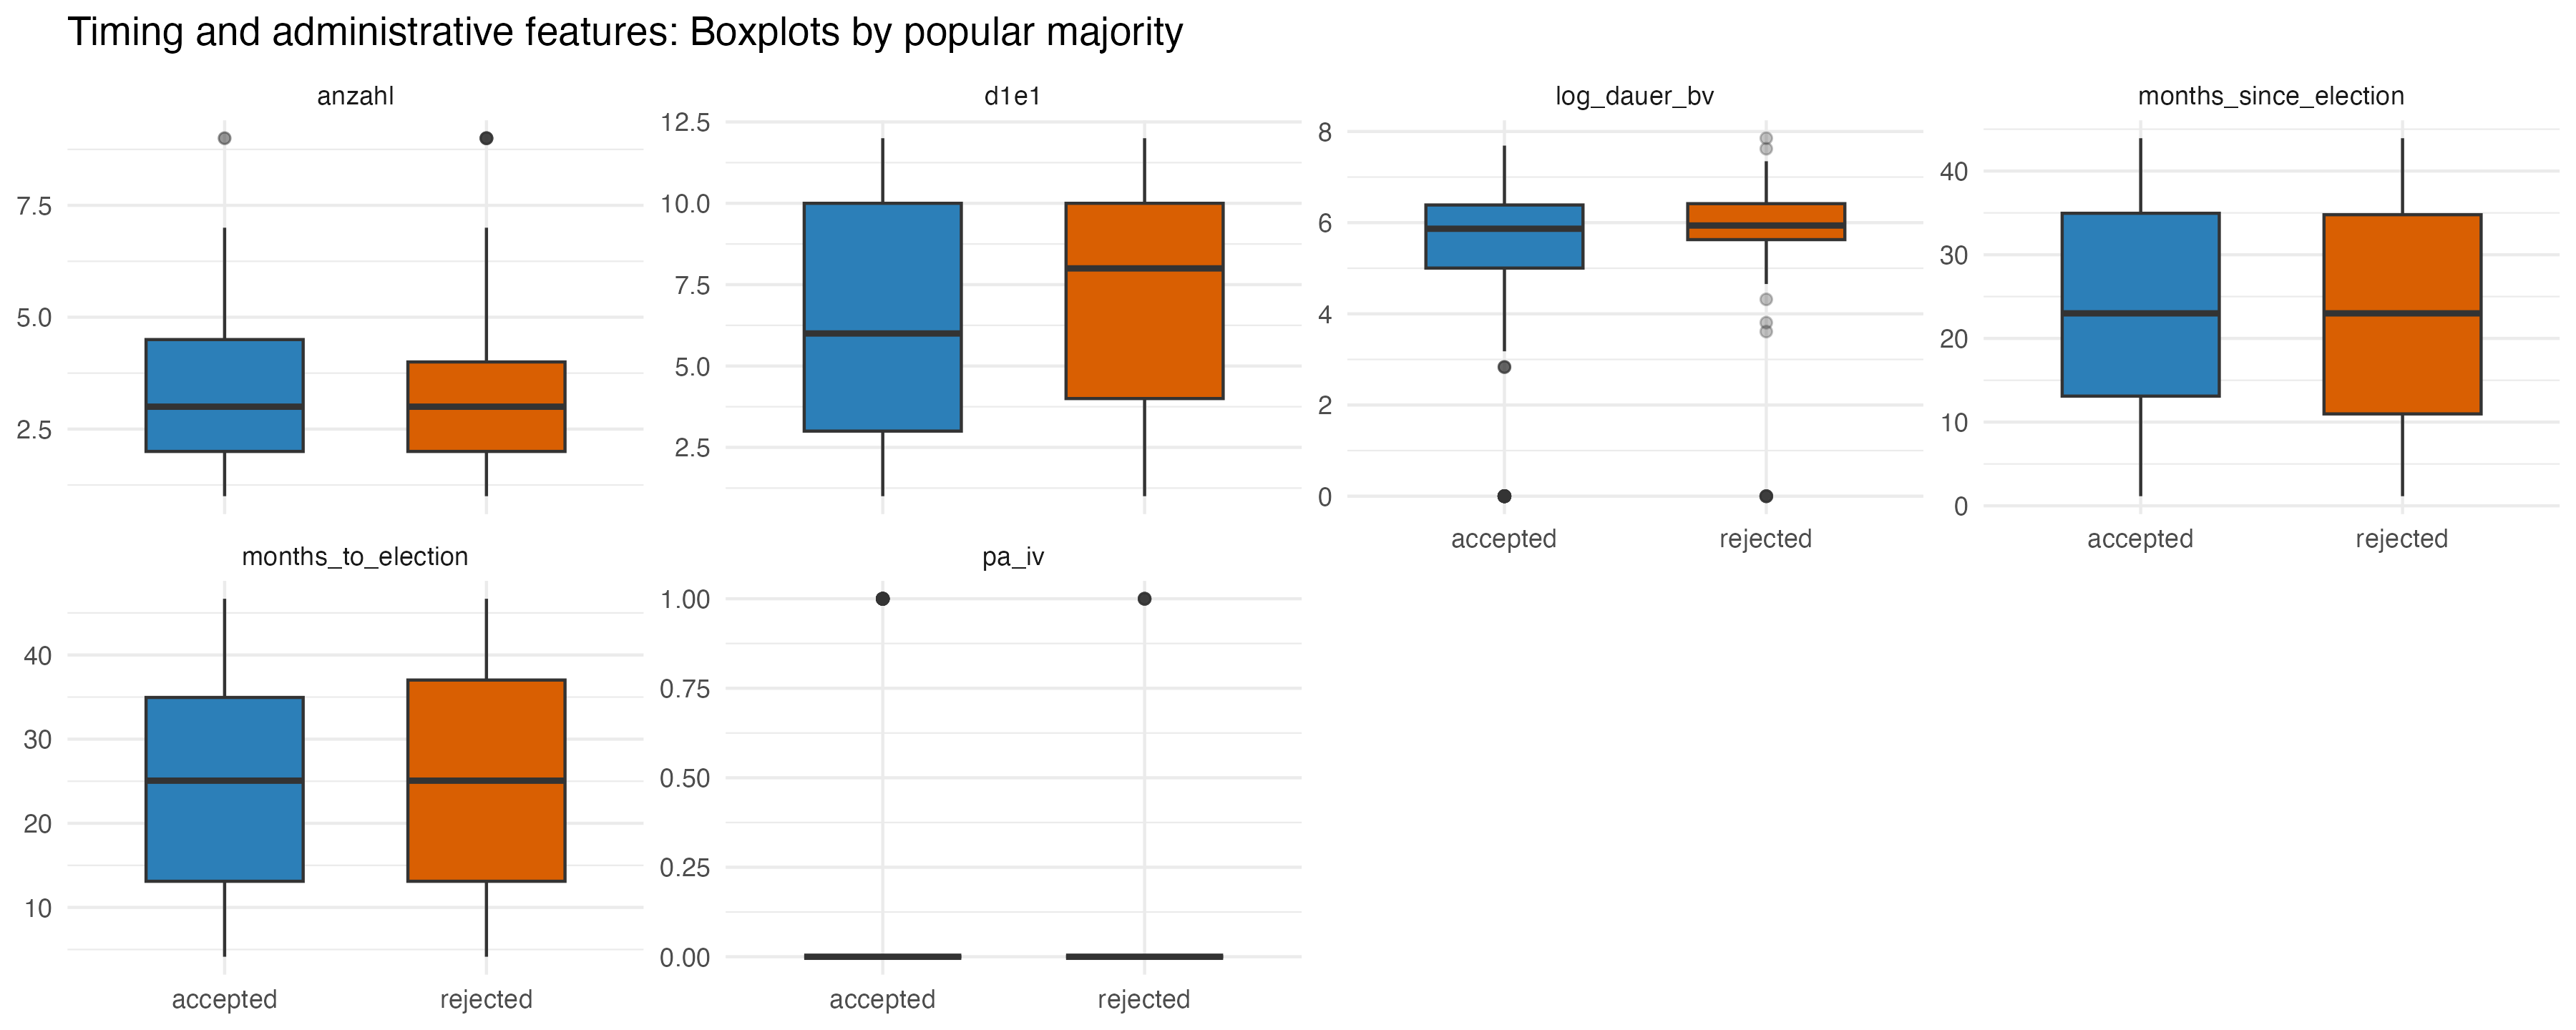 Timing and administrative features: Boxplots by popular majority
anzahl
7.5
5.0
2.5
d1e1
12.5
10.0
7.5
5.0
2.5
log_dauer_bv
8
6
4
2
0
accepted
rejected
months_since_election
40
30
20
10
0
accepted
rejected
months_to_election
40
30
20
10
accepted
rejected
pa_iv
1.00
0.75
0.50
0.25
0.00
accepted
rejected